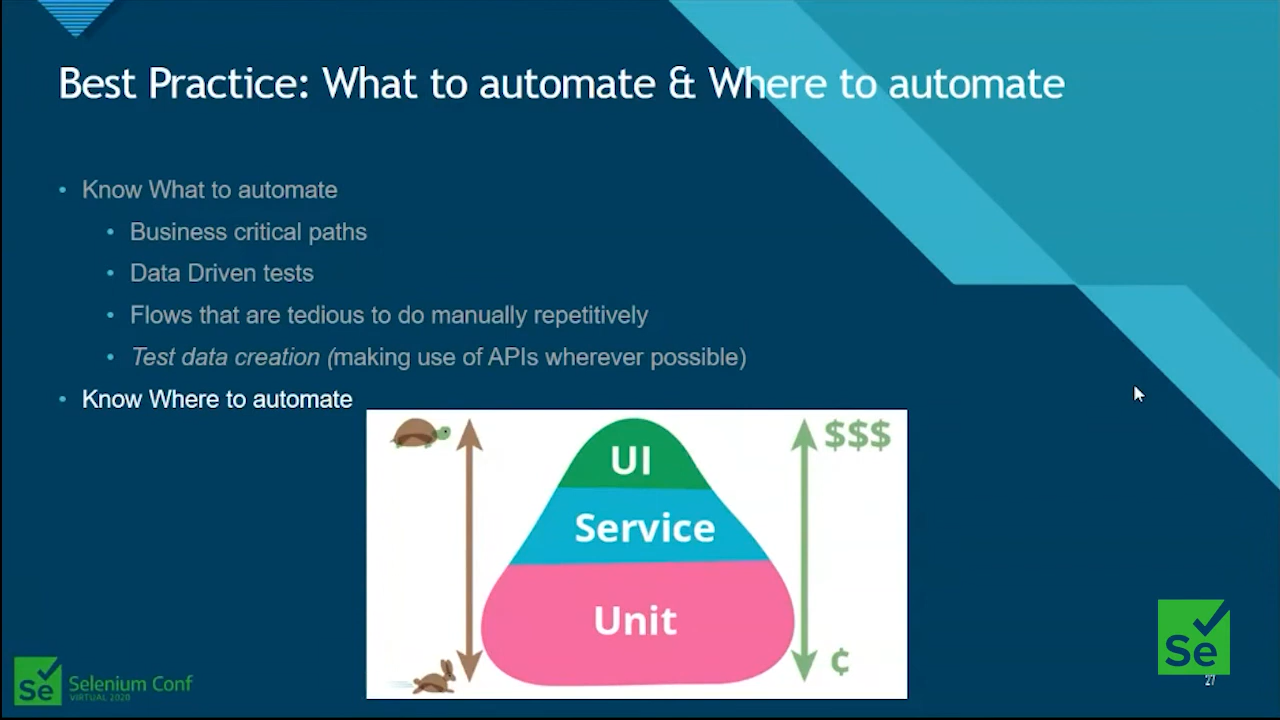 Best Practice: What to automate & Where to automate
• Know What to automate
• Business critical paths
• Data Driven tests
• Flows that are tedious to do manually repetitively
• Test data creation (making use of APIs wherever possible)
• Know Where to automate
$$$
UI
Service
Unit
¢
Se
Selenium Conf
VIRTUAL 2020
Se
27